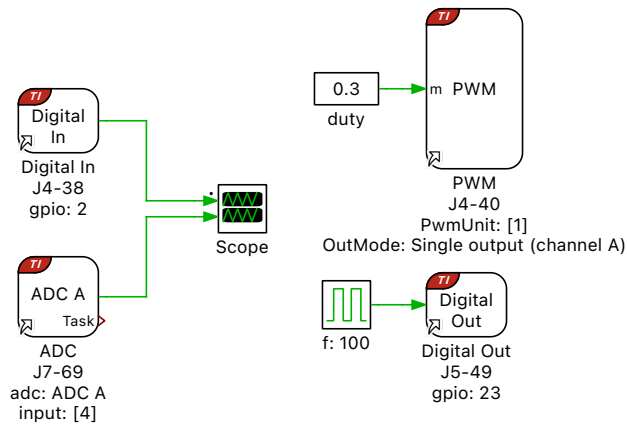 TI
Digital
In
Digital In
J4-38
gpio: 2
TI
ADC A
Task
ADC
J7-69
adc: ADC A
input: [4]
Scope
0.3
duty
TI
m PWM
PWM
J4-40
PwmUnit: [1]
OutMode: Single output (channel A)
f: 100
TI
Digital
Out
Digital Out
J5-49
gpio: 23